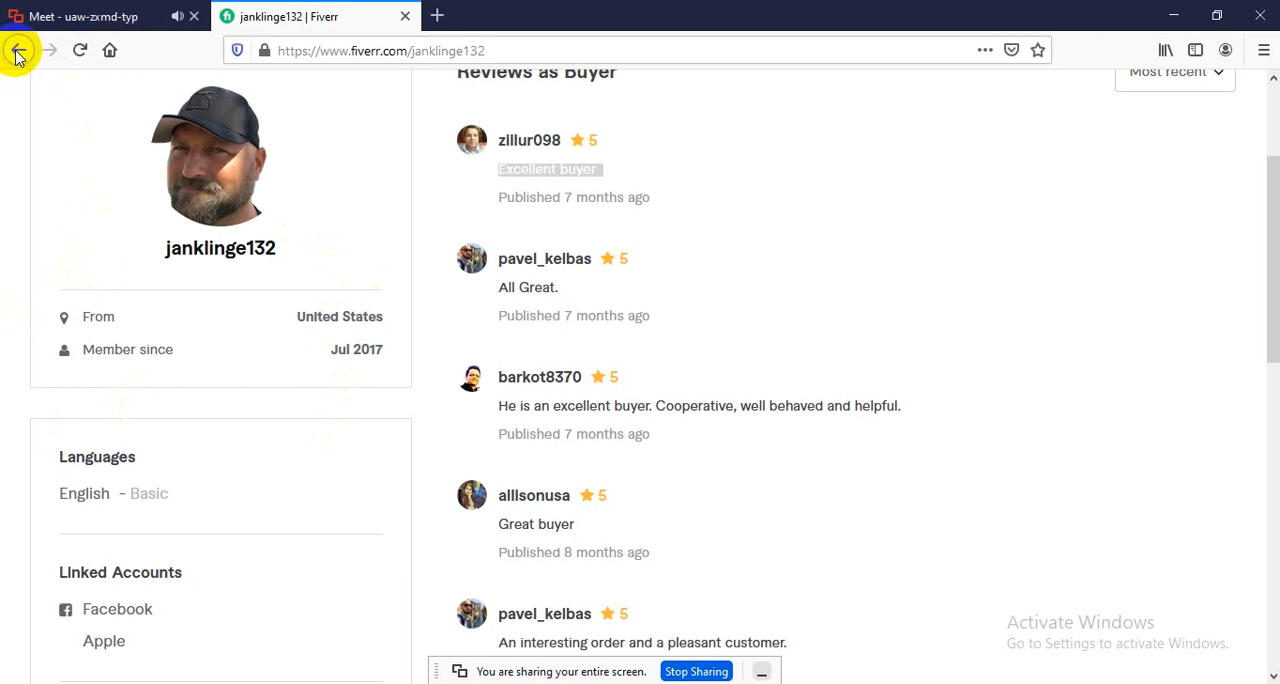 Meet - uaw-zxmd-typ
janklinge132 | Fiverr
https://www.fiverr.com/janklinge132
Reviews as Buyer
Most recent
janklinge132
From United States
Member since Jul 2017
Languages
English - Basic
Linked Accounts
Facebook
Apple
zillur098 5
Excellent buyer
Published 7 months ago
pavel_kelbas 5
All Great.
Published 7 months ago
barkot8370 5
He is an excellent buyer. Cooperative, well behaved and helpful.
Published 7 months ago
allisonusa 5
Great buyer
Published 8 months ago
pavel_kelbas 5
An interesting order and a pleasant customer.
Activate Windows
Go to Settings to activate Windows.
You are sharing your entire screen. Stop Sharing